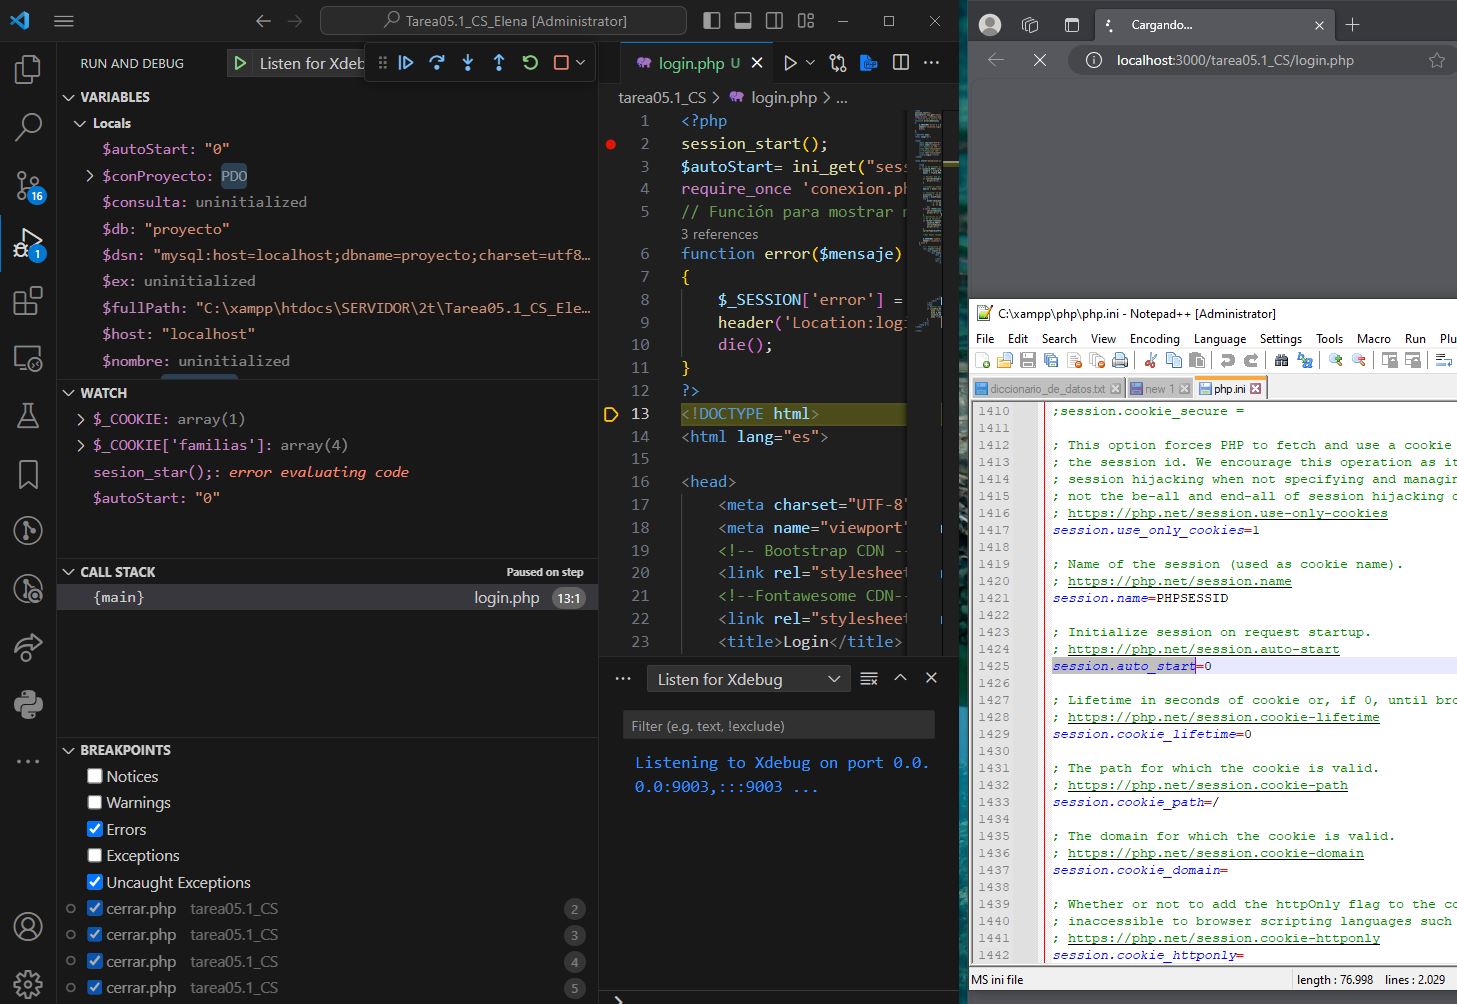 Tarea05.1_CS_Elena [Administrator]
RUN AND DEBUG
Listen for Xdeb
VARIABLES
Locals
$autoStart: "0"
$conProyecto: PDO
$consulta: uninitialized
$db: "proyecto"
$dsn: "mysql:host=localhost;dbname=proyecto;charset=utf8…
$ex: uninitialized
$fullPath: "C:\xampp\htdocs\SERVIDOR\2t\Tarea05.1_CS_Ele…
$host: "localhost"
$nombre: uninitialized
WATCH
$_COOKIE: array(1)
$_COOKIE['familias']: array(4)
sesion_star();: error evaluating code
$autoStart: "0"
CALL STACK
Paused on step
{main}
login.php 13:1
BREAKPOINTS
Notices
Warnings
Errors
Exceptions
Uncaught Exceptions
cerrar.php tarea05.1_CS 2
cerrar.php tarea05.1_CS 3
cerrar.php tarea05.1_CS 4
cerrar.php tarea05.1_CS 5
16
1
login.php U
tarea05.1_CS > login.php > ...
1 <?php
2 session_start();
3 $autoStart= ini_get("ses
4 require_once 'conexion.p
5 // Función para mostrar
3 references
6 function error($mensaje)
7 {
8 $_SESSION['error'] =
9 header('Location:log
10 die();
11 }
12 ?>
13 <!DOCTYPE html>
14 <html lang="es">
15
16 <head>
17 <meta charset="UTF-8"
18 <meta name="viewport"
19 <!-- Bootstrap CDN -
20 <link rel="stylesheet
21 <!--Fontawesome CDN-
22 <link rel="stylesheet
23 <title>Login</title>
Listen for Xdebug
Filter (e.g. text, !exclude)
Listening to Xdebug on port 0.0.
0.0:9003,:::9003 ...
Cargando...
localhost:3000/tarea05.1_CS/login.php
C:\xampp\php\php.ini - Notepad++ [Administrator]
File Edit Search View Encoding Language Settings Tools Macro Run Plu
diccionario_de_datos.txt
new 1
php.ini
1410 ;session.cookie_secure =
1411
1412 ; This option forces PHP to fetch and use a cookie
1413 ; the session id. We encourage this operation as it
1414 ; session hijacking when not specifying and managin
1415 ; not the be-all and end-all of session hijacking
1416 ; https://php.net/session.use-only-cookies
1417 session.use_only_cookies=1
1418
1419 ; Name of the session (used as cookie name).
1420 ; https://php.net/session.name
1421 session.name=PHPSESSID
1422
1423 ; Initialize session on request startup.
1424 ; https://php.net/session.auto-start
1425 session.auto_start=0
1426
1427 ; Lifetime in seconds of cookie or, if 0, until bro
1428 ; https://php.net/session.cookie-lifetime
1429 session.cookie_lifetime=0
1430
1431 ; The path for which the cookie is valid.
1432 ; https://php.net/session.cookie-path
1433 session.cookie_path=/
1434
1435 ; The domain for which the cookie is valid.
1436 ; https://php.net/session.cookie-domain
1437 session.cookie_domain=
1438
1439 ; Whether or not to add the httpOnly flag to the co
1440 ; inaccessible to browser scripting languages such
1441 ; https://php.net/session.cookie-httponly
1442 session.cookie_httponly=
MS ini file
length : 76.998 lines : 2.029